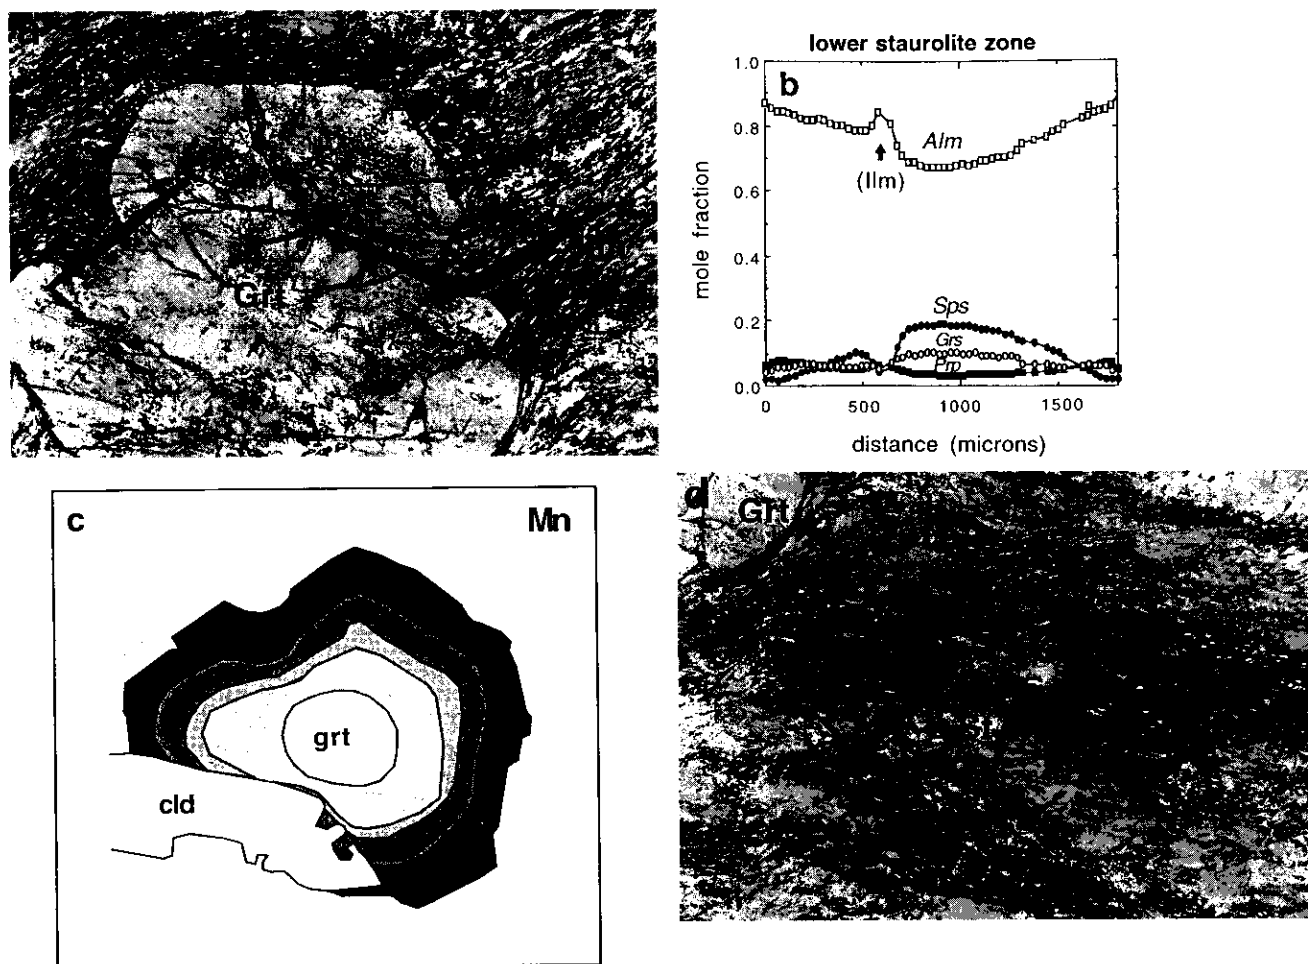 Grt
lower staurolite zone
b
1.0
0.8
0.6
0.4
0.2
0.0
mole fraction
Alm
(Ilm)
Sps
Grs
Prp
0
500
1000
1500
distance (microns)
c
Mn
grt
cld
d
Grt